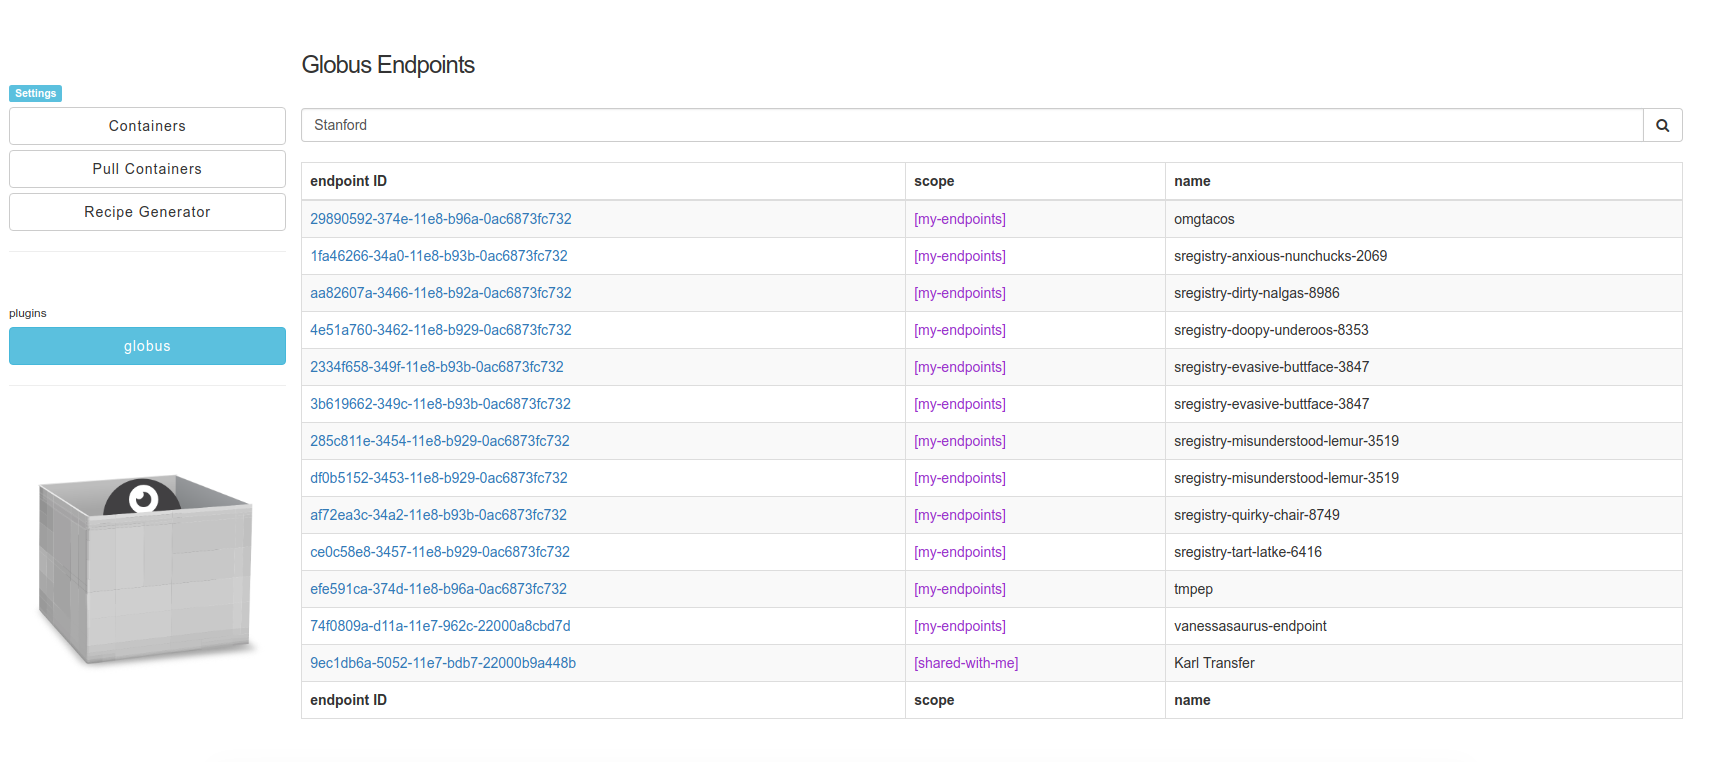 Globus Endpoints
Settings
Containers
Pull Containers
Recipe Generator
plugins
globus
Stanford
endpoint ID scope name
29890592-374e-11e8-b96a-0ac6873fc732 [my-endpoints] omgtacos
1fa46266-34a0-11e8-b93b-0ac6873fc732 [my-endpoints] sregistry-anxious-nunchucks-2069
aa82607a-3466-11e8-b92a-0ac6873fc732 [my-endpoints] sregistry-dirty-nalgas-8986
4e51a760-3462-11e8-b929-0ac6873fc732 [my-endpoints] sregistry-doopy-underoos-8353
2334f658-349f-11e8-b93b-0ac6873fc732 [my-endpoints] sregistry-evasive-buttface-3847
3b619662-349c-11e8-b93b-0ac6873fc732 [my-endpoints] sregistry-evasive-buttface-3847
285c811e-3454-11e8-b929-0ac6873fc732 [my-endpoints] sregistry-misunderstood-lemur-3519
df0b5152-3453-11e8-b929-0ac6873fc732 [my-endpoints] sregistry-misunderstood-lemur-3519
af72ea3c-34a2-11e8-b93b-0ac6873fc732 [my-endpoints] sregistry-quirky-chair-8749
ce0c58e8-3457-11e8-b929-0ac6873fc732 [my-endpoints] sregistry-tart-latke-6416
efe591ca-374d-11e8-b96a-0ac6873fc732 [my-endpoints] tmpep
74f0809a-d11a-11e7-962c-22000a8cbd7d [my-endpoints] vanessasaurus-endpoint
9ec1db6a-5052-11e7-bdb7-22000b9a448b [shared-with-me] Karl Transfer
endpoint ID scope name